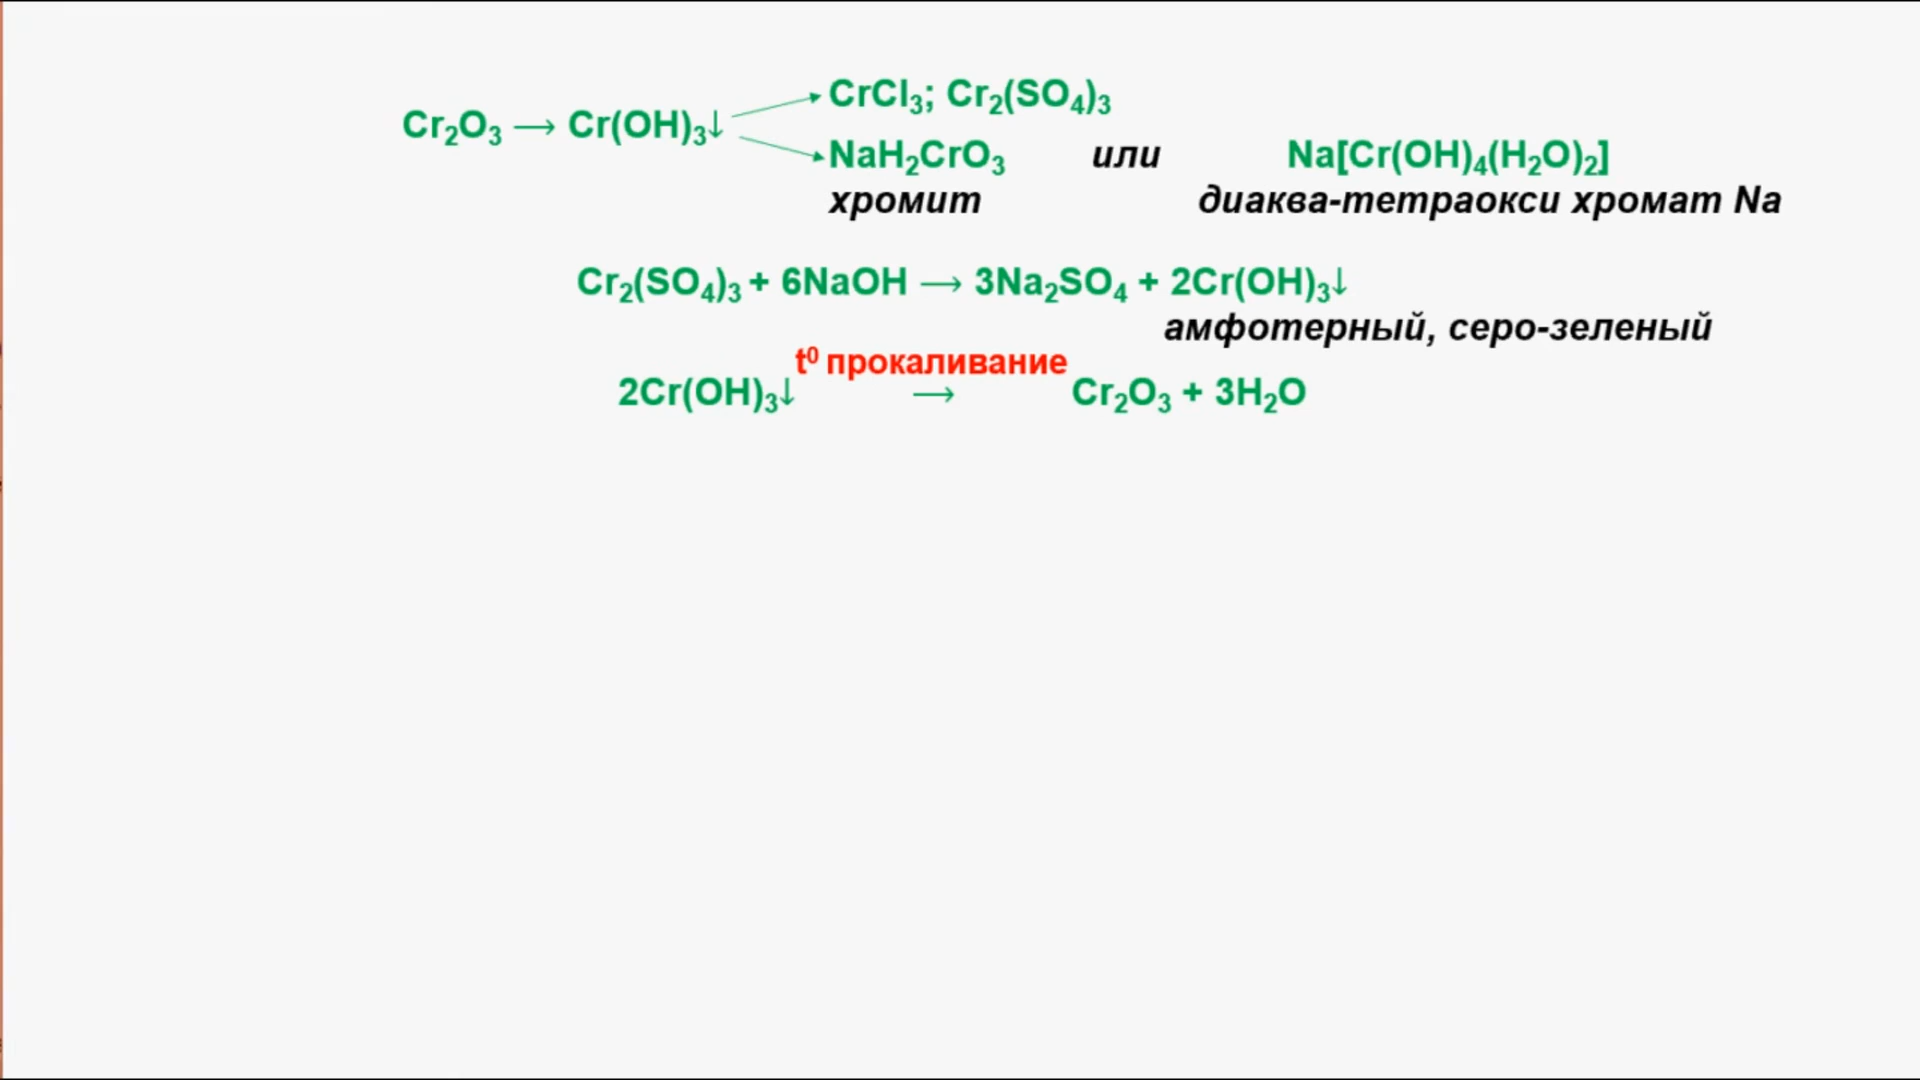 Cr₂O₃ → Cr(OH)₃↓ CrCl₃; Cr₂(SO₄)₃
NaH₂CrO₃ или Na[Cr(OH)₄(H₂O)₂]
хромит диаква-тетраокси хромат Na
Cr₂(SO₄)₃ + 6NaOH → 3Na₂SO₄ + 2Cr(OH)₃↓
амфотерный, серо-зеленый
t⁰ прокаливание
2Cr(OH)₃↓ → Cr₂O₃ + 3H₂O